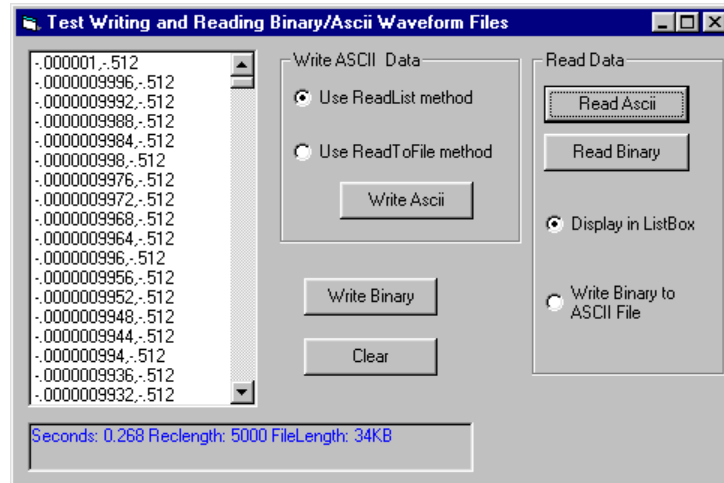 Test Writing and Reading Binary/Ascii Waveform Files
-.000001,-.512
-.0000009996,-.512
-.0000009992,-.512
-.0000009988,-.512
-.0000009984,-.512
-.000000998,-.512
-.0000009976,-.512
-.0000009972,-.512
-.0000009968,-.512
-.0000009964,-.512
-.000000996,-.512
-.0000009956,-.512
-.0000009952,-.512
-.0000009948,-.512
-.0000009944,-.512
-.000000994,-.512
-.0000009936,-.512
-.0000009932,-.512
Write ASCII Data
Use ReadList method
Use ReadToFile method
Write Ascii
Write Binary
Clear
Read Data
Read Ascii
Read Binary
Display in ListBox
Write Binary to
ASCII File
Seconds: 0.268 Reclength: 5000 FileLength: 34KB